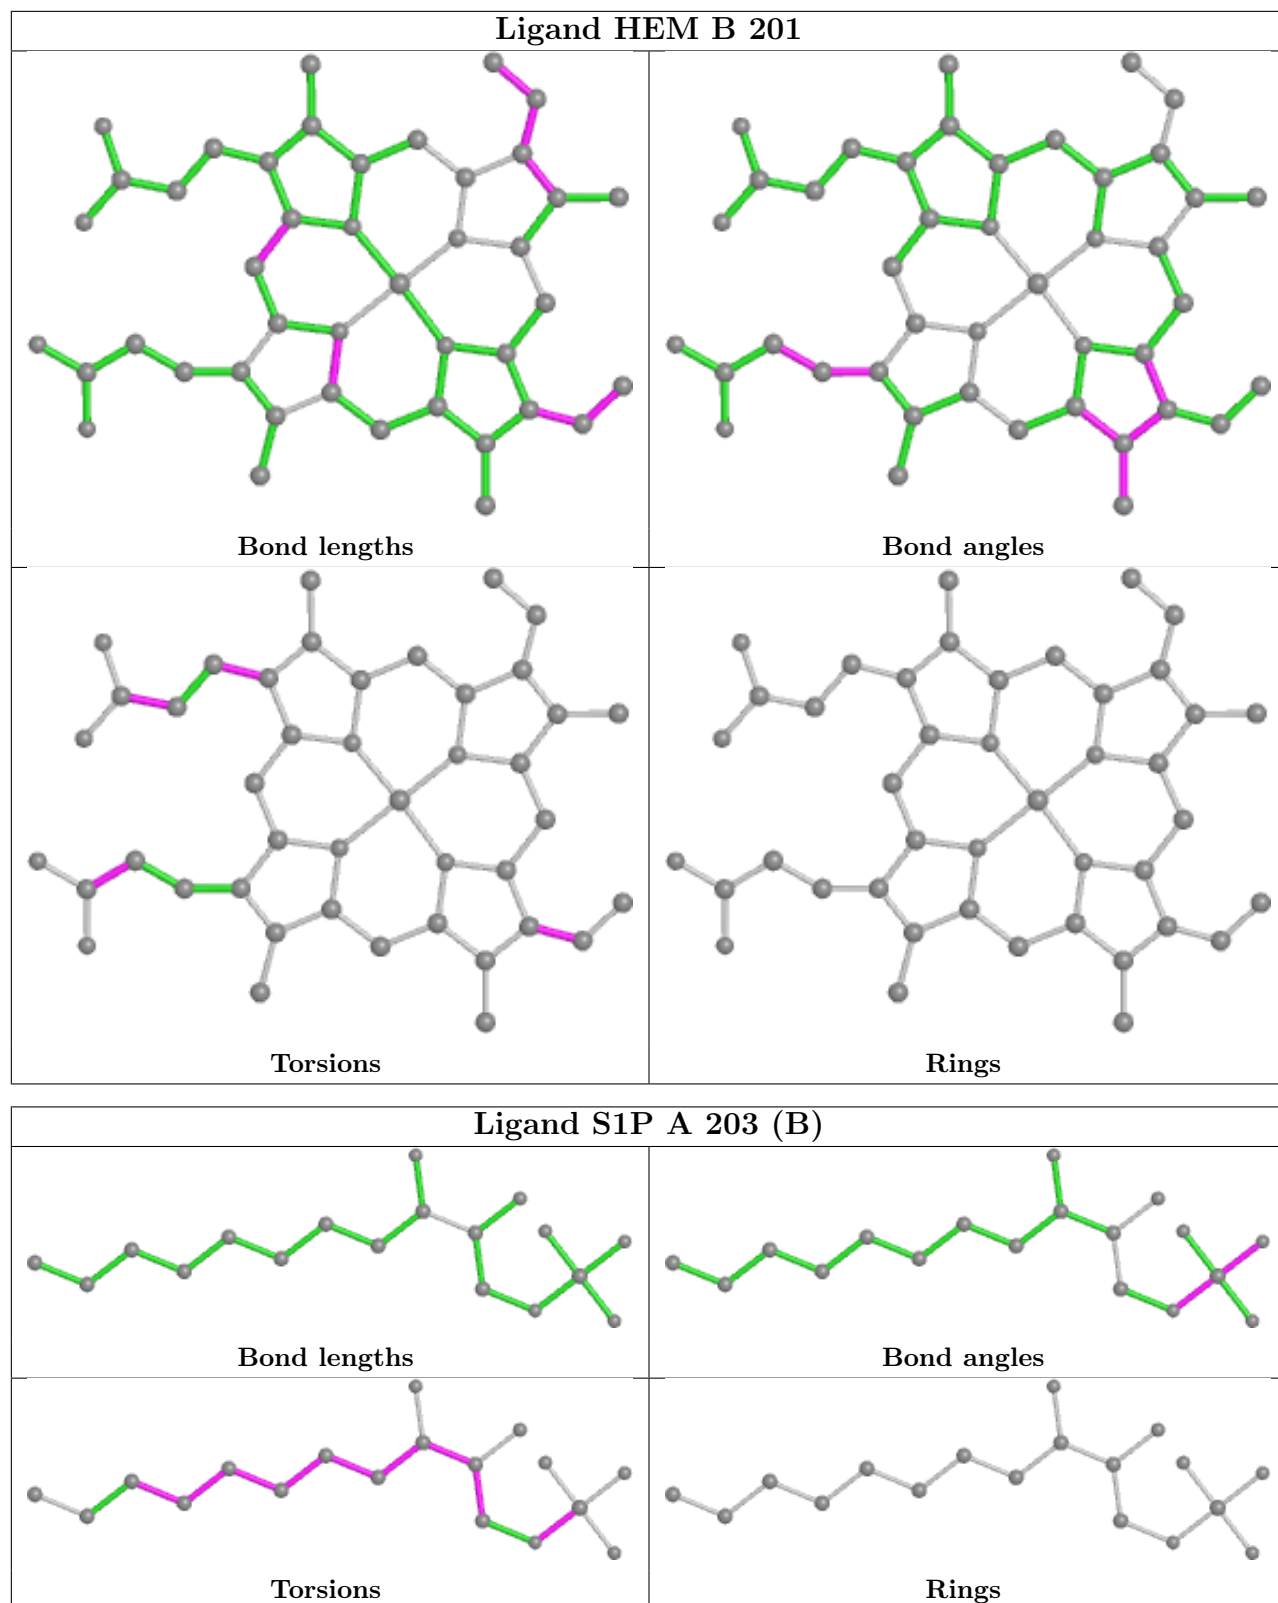 Ligand HEM B 201
Bond lengths
Bond angles
Torsions
Rings
Ligand S1P A 203 (B)
Bond lengths
Bond angles
Torsions
Rings